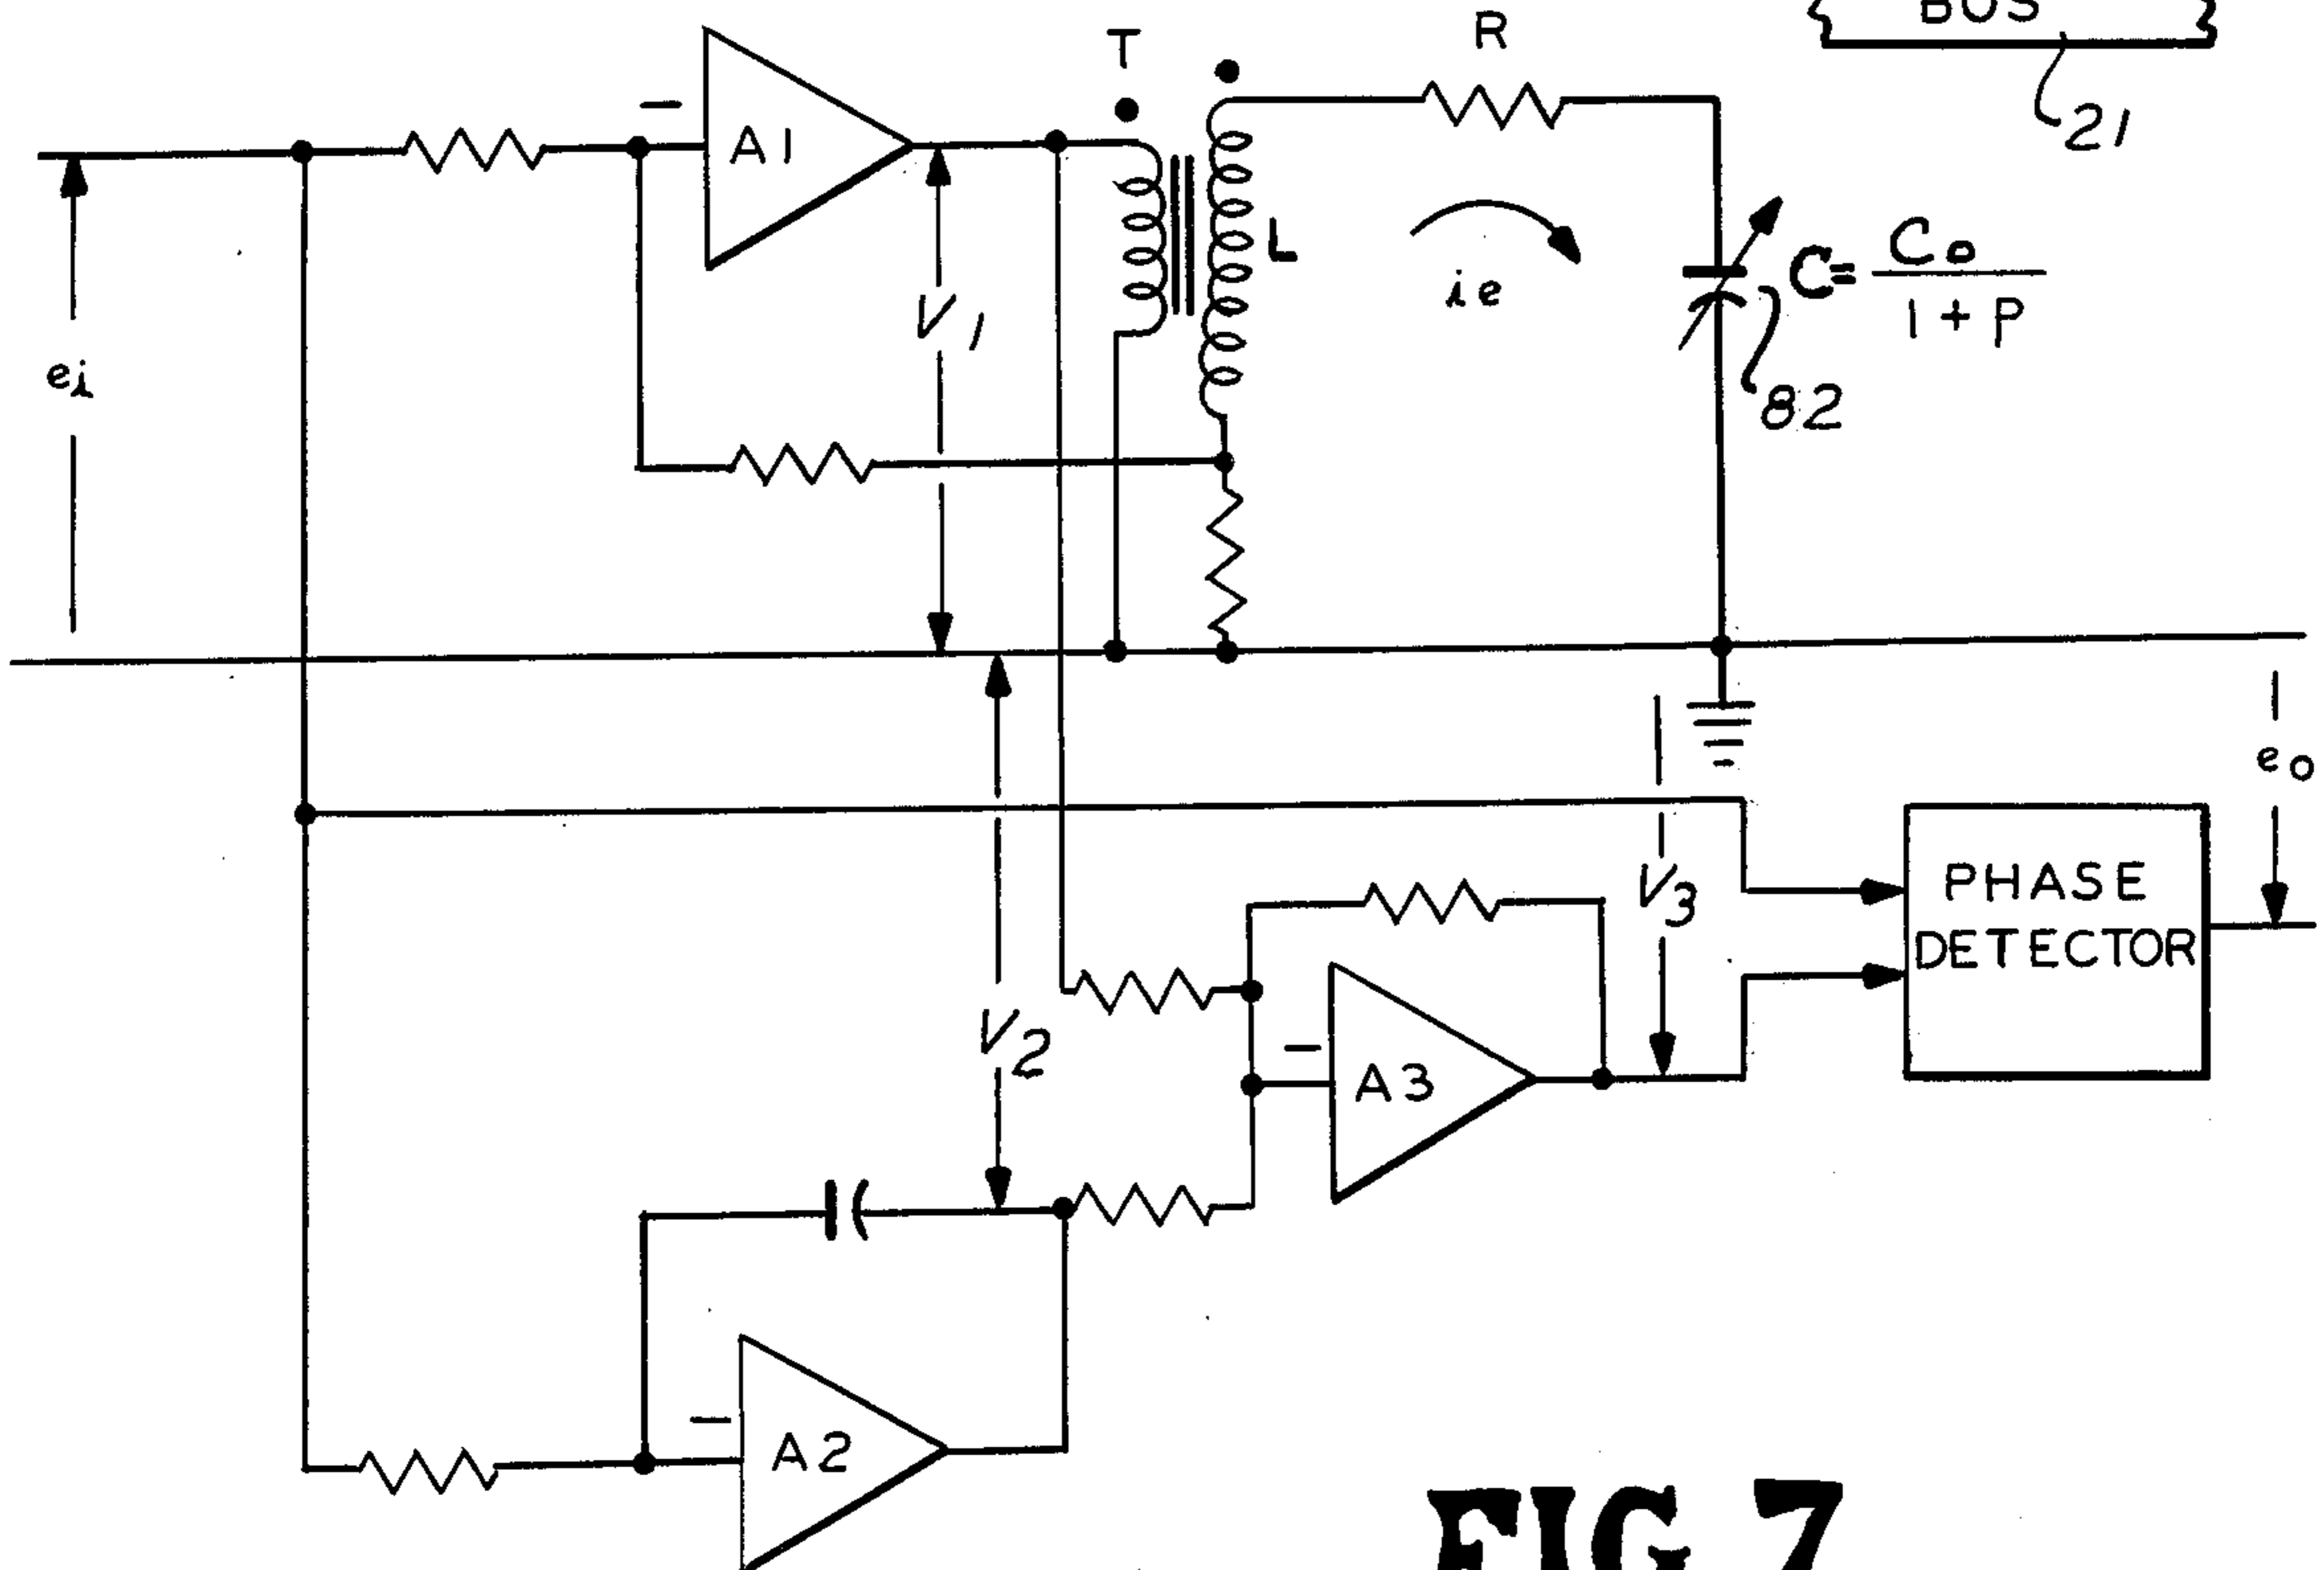 BUS
21
T
R
−
A1
L
ie
C = Co / 1 + P
82
V1
ei
eo
V3
PHASE
DETECTOR
V2
−
A3
−
A2
FIG 7